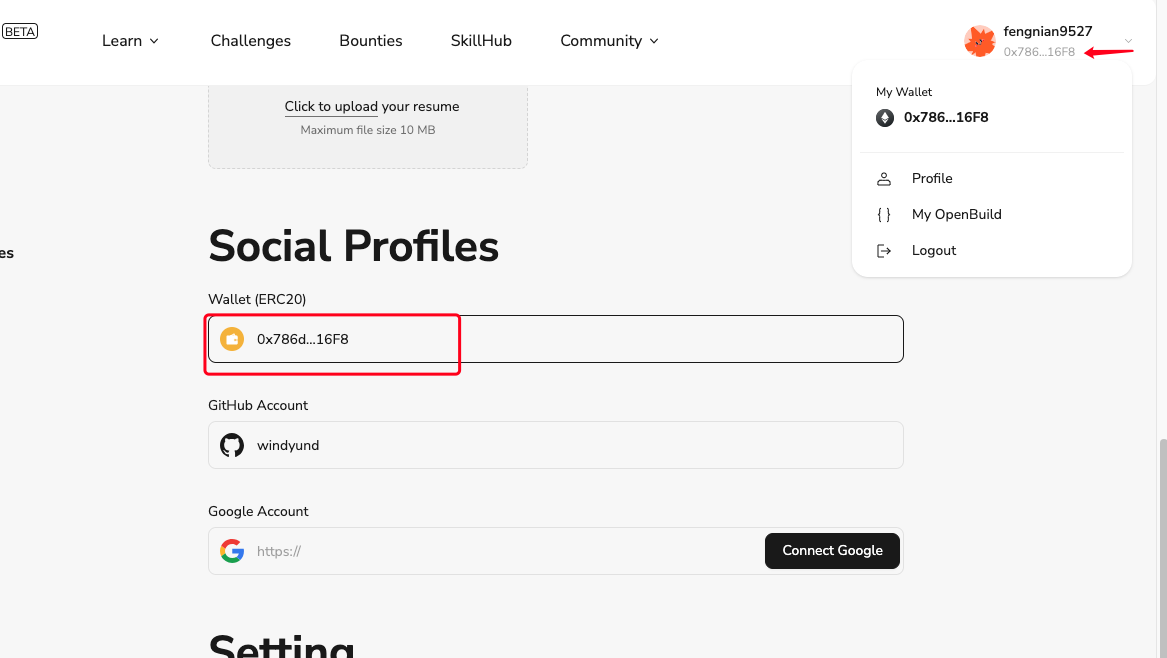 BETA
Learn
Challenges
Bounties
SkillHub
Community
fengnian9527
0x786...16F8
My Wallet
0x786...16F8
Profile
{ } My OpenBuild
Logout
Click to upload your resume
Maximum file size 10 MB
es
Social Profiles
Wallet (ERC20)
0x786d...16F8
GitHub Account
windyund
Google Account
https://
Connect Google
Setting